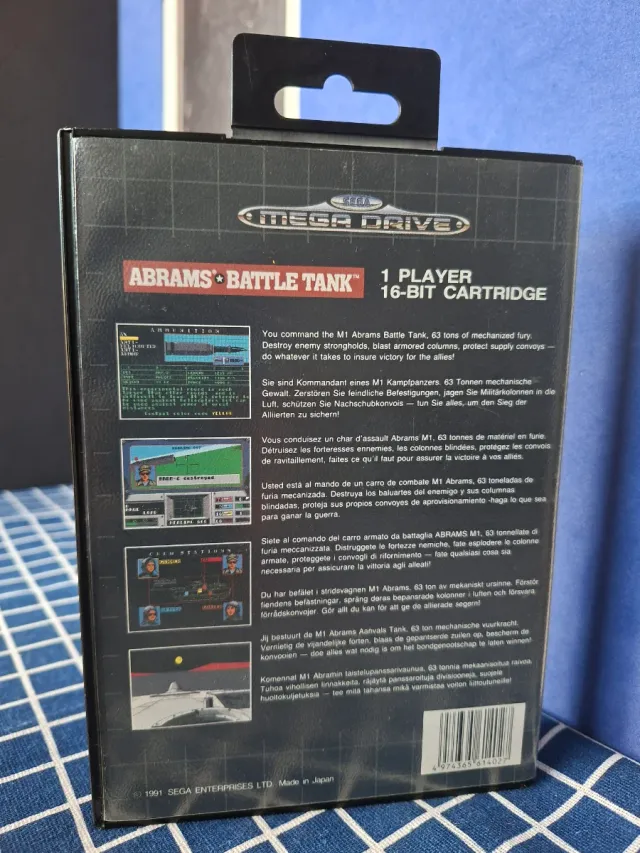 SEGA
MEGA DRIVE
ABRAMS BATTLE TANK™
1 PLAYER
16-BIT CARTRIDGE
AMMUNITION
You command the M1 Abrams Battle Tank, 63 tons of mechanized fury.
Destroy enemy strongholds, blast armored columns, protect supply convoys —
do whatever it takes to insure victory for the allies!
Sie sind Kommandant eines M1 Kampfpanzers. 63 Tonnen mechanische
Gewalt. Zerstören Sie feindliche Befestigungen, jagen Sie Militärkolonnen in die
Luft, schützen Sie Nachschubkonvois — tun Sie alles, um den Sieg der
Alliierten zu sichern!
Vous conduisez un char d'assault Abrams M1, 63 tonnes de matériel en furie.
Détruisez les forteresses ennemies, les colonnes blindées, protégez les convois
de ravitaillement, faites ce qu'il faut pour assurer la victoire à vos alliés.
Usted está al mando de un carro de combate M1 Abrams, 63 toneladas de
furia mecanizada. Destruya los baluartes del enemigo y sus columnas
blindadas, proteja sus propios convoyes de aprovisionamiento -haga lo que sea
para ganar la guerra.
destroyed
Siete al comando del carro armato da battaglia ABRAMS M1, 63 tonnellate di
furia meccanizzata. Distruggete le fortezze nemiche, fate esplodere le colonne
armate, proteggete i convogli di rifornimento — fate qualsiasi cosa sia
necessaria per assicurare la vittoria agli alleati!
CREW STATIONS
Du har befälet i stridevagnen M1 Abrams. 63 ton av mekaniskt ursinne. Förstör
fiendens befästningar, spräng deras bepansrade kolonner i luften och försvara
förrådskonvojer. Gör allt du kan för att ge de allierade segern!
Jij bestuurt de M1 Abrams Aanvals Tank, 63 ton mechanische vuurkracht.
Vernielig de vijandelijke forten, blaas de gepantserde zuilen op, bescherm de
konvooien — doe alles wat nodig is om het bondgenootschap te laten winnen!
Komennat M1 Abramin taistelupanssarivaunua, 63 tonnia mekaanisoitua raivoa.
Tuhoa vihollisen linnakkeita, räjäytä panssaroituja divisiooneja, suojele
huoltokuljetuksia — tee mitä tahansa mikä varmistaa voiton liittoutuneille!
4 974365 614027
© 1991 SEGA ENTERPRISES LTD. Made in Japan